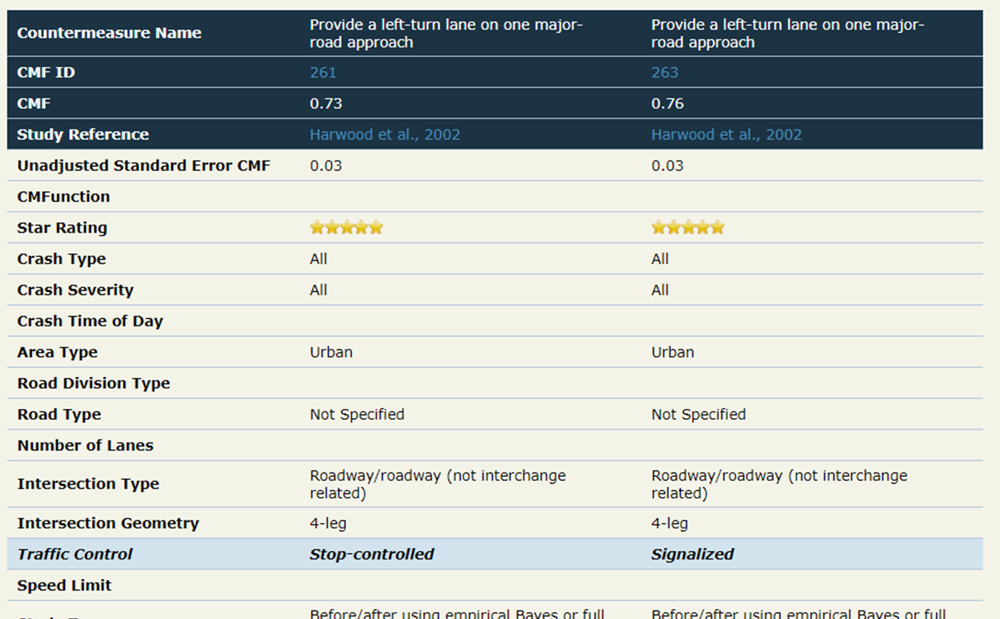 Countermeasure Name Provide a left-turn lane on one major- Provide a left-turn lane on one major-
road approach road approach
CMF ID 261 263
CMF 0.73 0.76
Study Reference Harwood et al., 2002 Harwood et al., 2002
Unadjusted Standard Error CMF 0.03 0.03
CMFunction
Star Rating
Crash Type All All
Crash Severity All All
Crash Time of Day
Area Type Urban Urban
Road Division Type
Road Type Not Specified Not Specified
Number of Lanes
Intersection Type Roadway/roadway (not interchange Roadway/roadway (not interchange
related) related)
Intersection Geometry 4-leg 4-leg
Traffic Control Stop-controlled Signalized
Speed Limit
Before/after using empirical Bayes or full Before/after using empirical Bayes or full